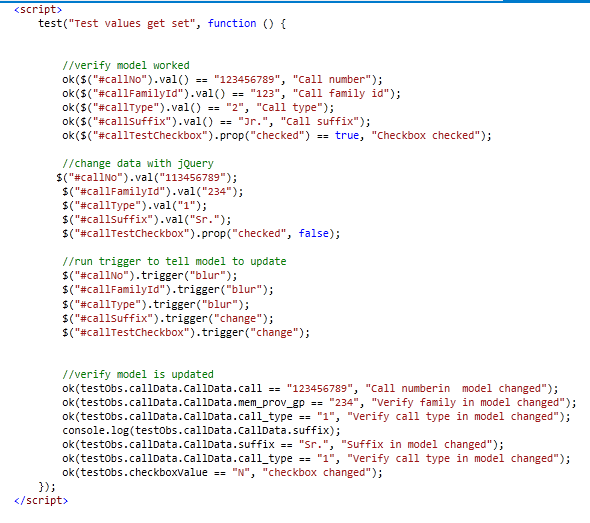 <script>
test("Test values get set", function () {
//verify model worked
ok($("#callNo").val() == "123456789", "Call number");
ok($("#callFamilyId").val() == "123", "Call family id");
ok($("#callType").val() == "2", "Call type");
ok($("#callSuffix").val() == "Jr.", "Call suffix");
ok($("#callTestCheckbox").prop("checked") == true, "Checkbox checked");
//change data with jQuery
$("#callNo").val("113456789");
$("#callFamilyId").val("234");
$("#callType").val("1");
$("#callSuffix").val("Sr.");
$("#callTestCheckbox").prop("checked", false);
//run trigger to tell model to update
$("#callNo").trigger("blur");
$("#callFamilyId").trigger("blur");
$("#callType").trigger("blur");
$("#callSuffix").trigger("change");
$("#callTestCheckbox").trigger("change");
//verify model is updated
ok(testObs.callData.CallData.call == "123456789", "Call numberin  model changed");
ok(testObs.callData.CallData.mem_prov_gp == "234", "Verify family in model changed");
ok(testObs.callData.CallData.call_type == "1", "Verify call type in model changed");
console.log(testObs.callData.CallData.suffix);
ok(testObs.callData.CallData.suffix == "Sr.", "Suffix in model changed");
ok(testObs.callData.CallData.call_type == "1", "Verify call type in model changed");
ok(testObs.checkboxValue == "N", "checkbox changed");
});
</script>